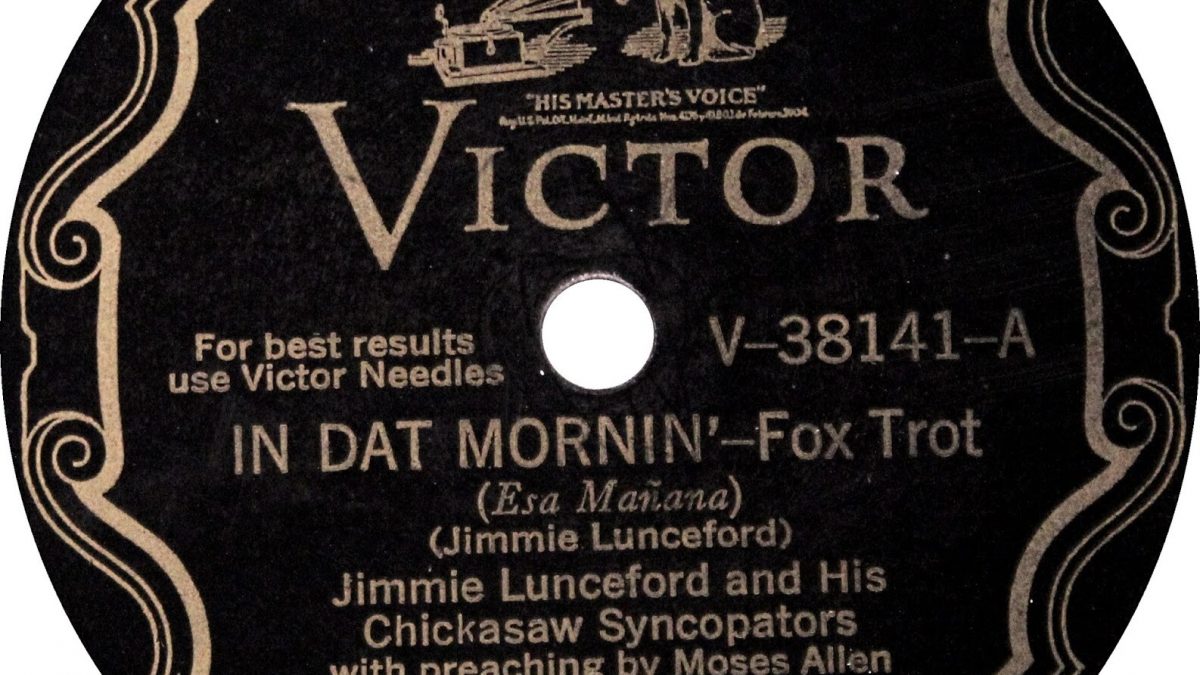 "HIS MASTER'S VOICE"
VICTOR
For best results
use Victor Needles
V-38141-A
IN DAT MORNIN'-Fox Trot
(Esa Mañana)
(Jimmie Lunceford)
Jimmie Lunceford and His
Chickasaw Syncopators
with preaching by Moses Allen